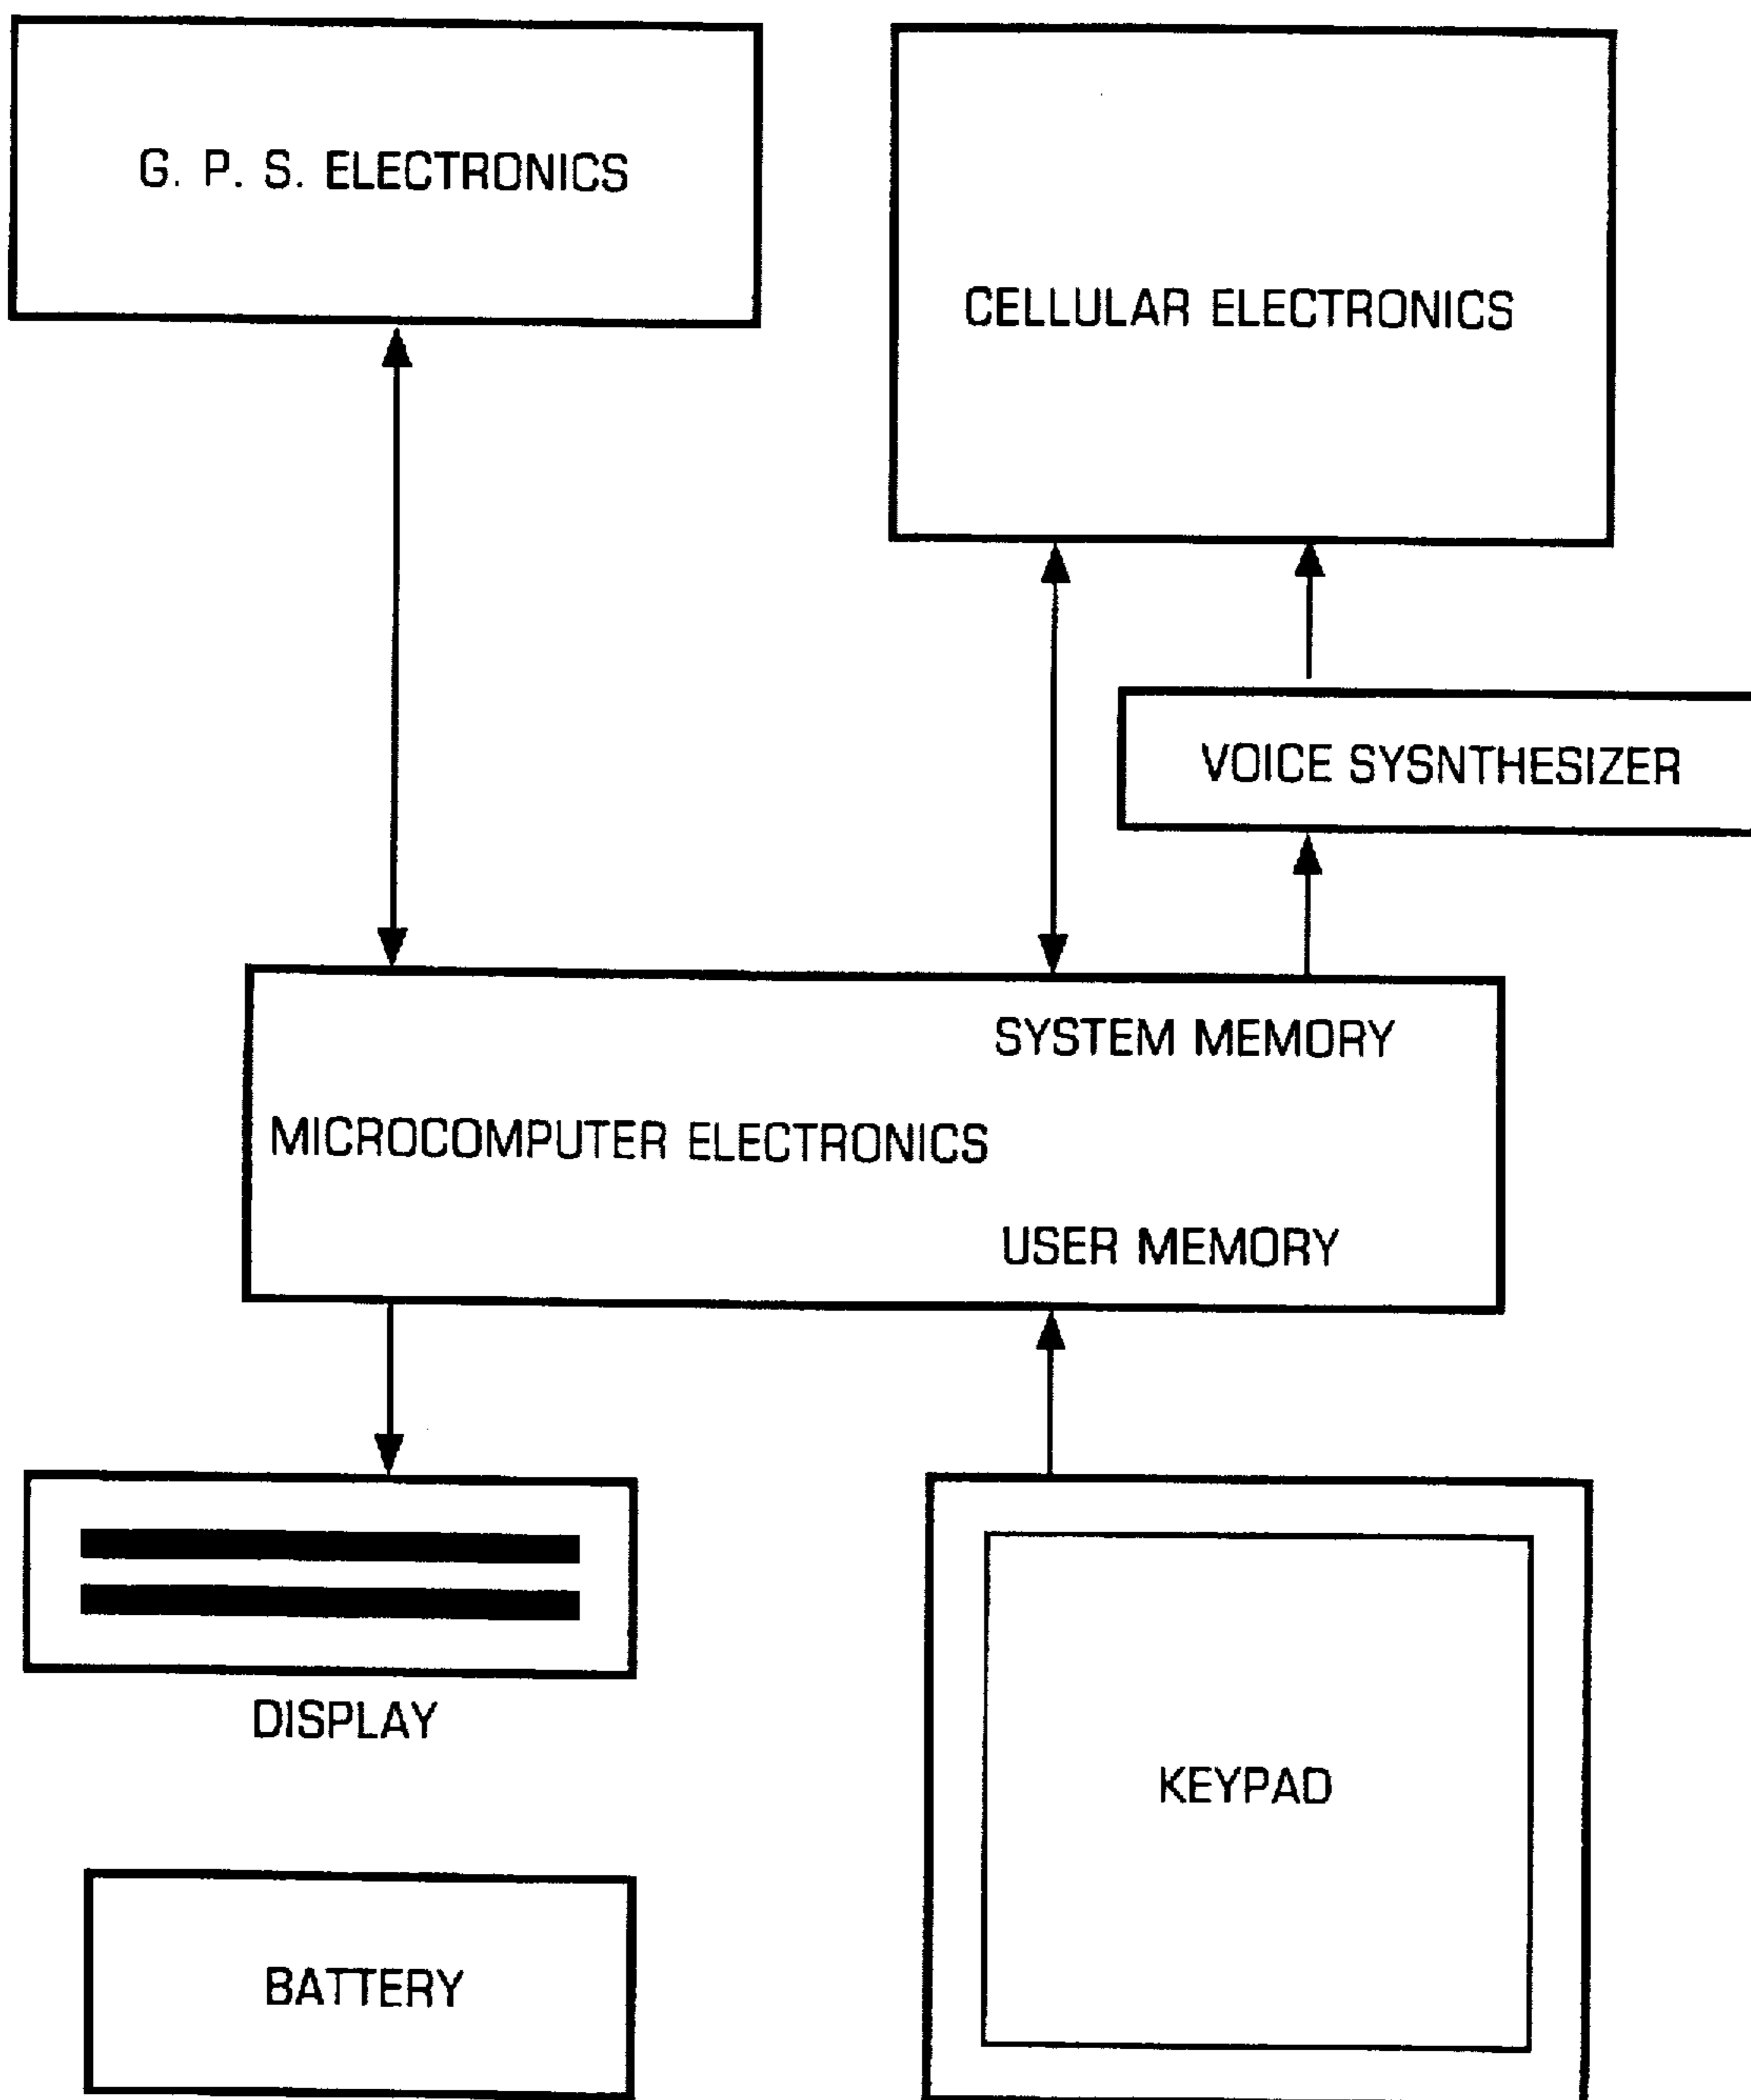 G. P. S. ELECTRONICS
CELLULAR ELECTRONICS
VOICE SYSNTHESIZER
SYSTEM MEMORY
MICROCOMPUTER ELECTRONICS
USER MEMORY
DISPLAY
KEYPAD
BATTERY